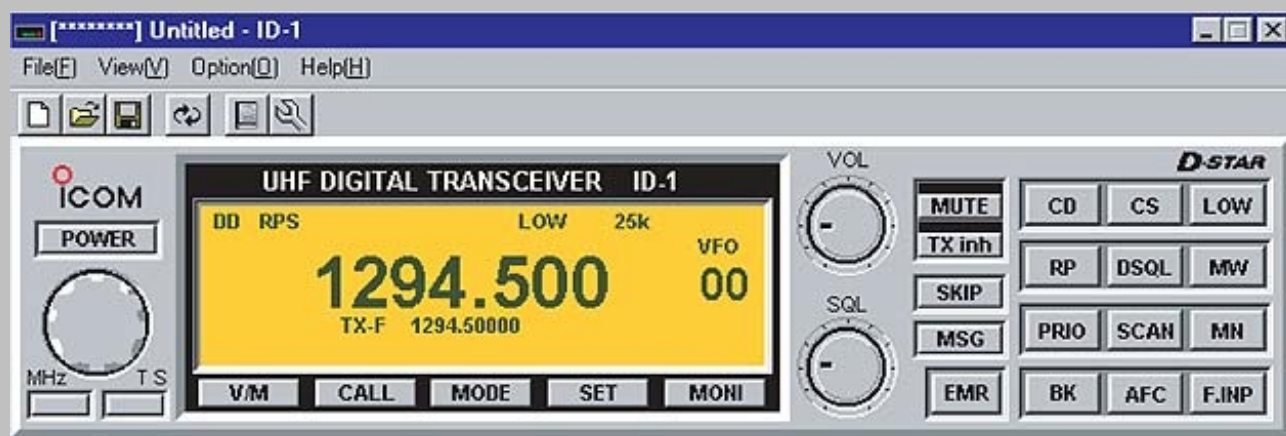 [********] Untitled - ID-1
File(F) View(V) Option(O) Help(H)
ICOM
POWER
MHz TS
UHF DIGITAL TRANSCEIVER ID-1
DD RPS LOW 25k
VFO
1294.500 00
TX-F 1294.50000
V/M CALL MODE SET MONI
VOL
SQL
MUTE
TX inh
SKIP
MSG
EMR
D-STAR
CD CS LOW
RP DSQL MW
PRIO SCAN MN
BK AFC F.INP